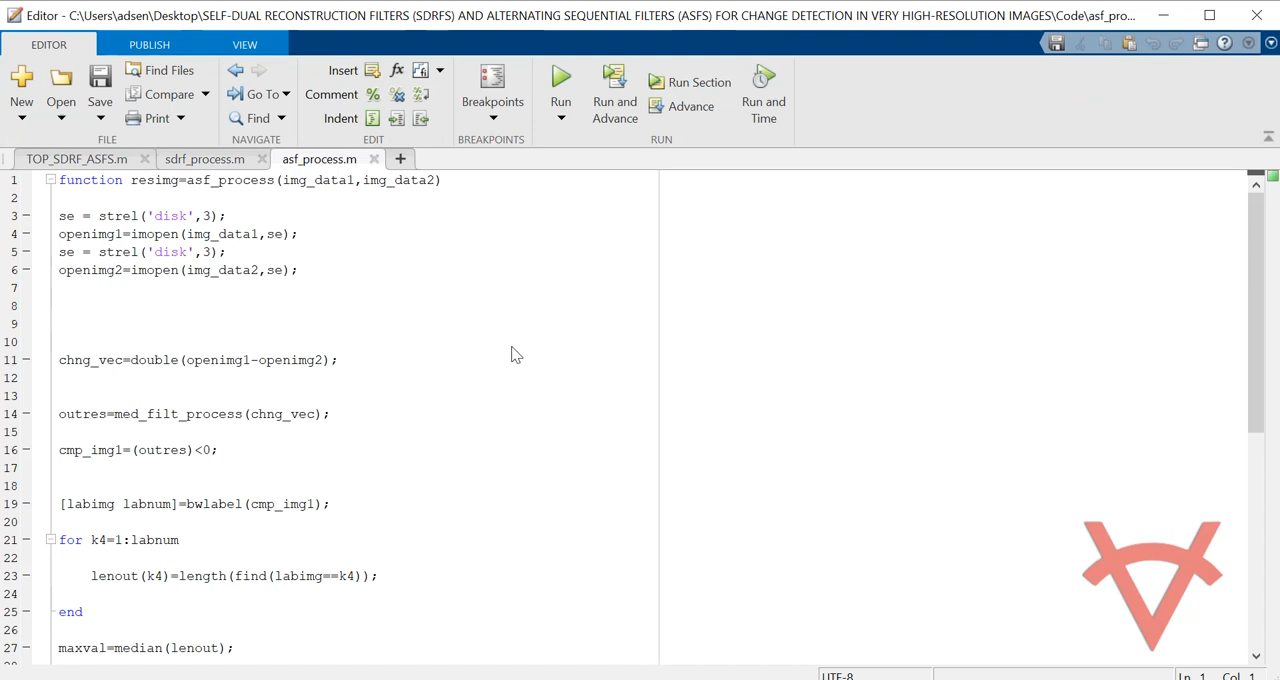 Editor - C:\Users\adsen\Desktop\SELF-DUAL RECONSTRUCTION FILTERS (SDRFS) AND ALTERNATING SEQUENTIAL FILTERS (ASFS) FOR CHANGE DETECTION IN VERY HIGH-RESOLUTION IMAGES\Code\asf_pro...
EDITOR PUBLISH VIEW
New Open Save Find Files Compare Print
Go To Find
Insert fx
Comment %
Indent
Breakpoints
Run Run and Advance Run Section Advance Run and Time
FILE NAVIGATE EDIT BREAKPOINTS RUN
TOP_SDRF_ASFS.m sdrf_process.m asf_process.m +
1 function resimg=asf_process(img_data1,img_data2)
2
3 – se = strel('disk',3);
4 – openimg1=imopen(img_data1,se);
5 – se = strel('disk',3);
6 – openimg2=imopen(img_data2,se);
7
8
9
10
11 – chng_vec=double(openimg1-openimg2);
12
13
14 – outres=med_filt_process(chng_vec);
15
16 – cmp_img1=(outres)<0;
17
18
19 – [labimg labnum]=bwlabel(cmp_img1);
20
21 – for k4=1:labnum
22
23 – lenout(k4)=length(find(labimg==k4));
24
25 – end
26
27 – maxval=median(lenout);
UTF-8 Ln 1 Col 1